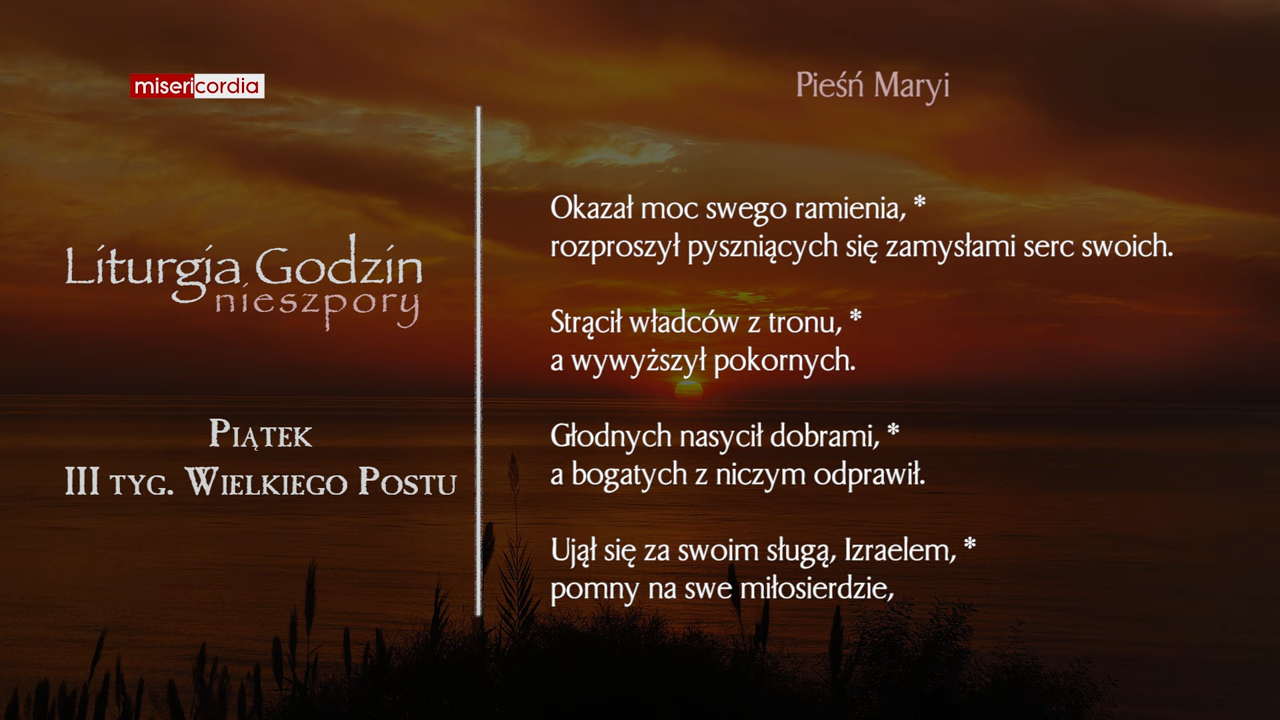 misericordia
Pieśń Maryi
Liturgia Godzin
nieszpory
Piątek
III tyg. Wielkiego Postu
Okazał moc swego ramienia, *
rozproszył pyszniących się zamysłami serc swoich.
Strącił władców z tronu, *
a wywyższył pokornych.
Głodnych nasycił dobrami, *
a bogatych z niczym odprawił.
Ujął się za swoim sługą, Izraelem, *
pomny na swe miłosierdzie,